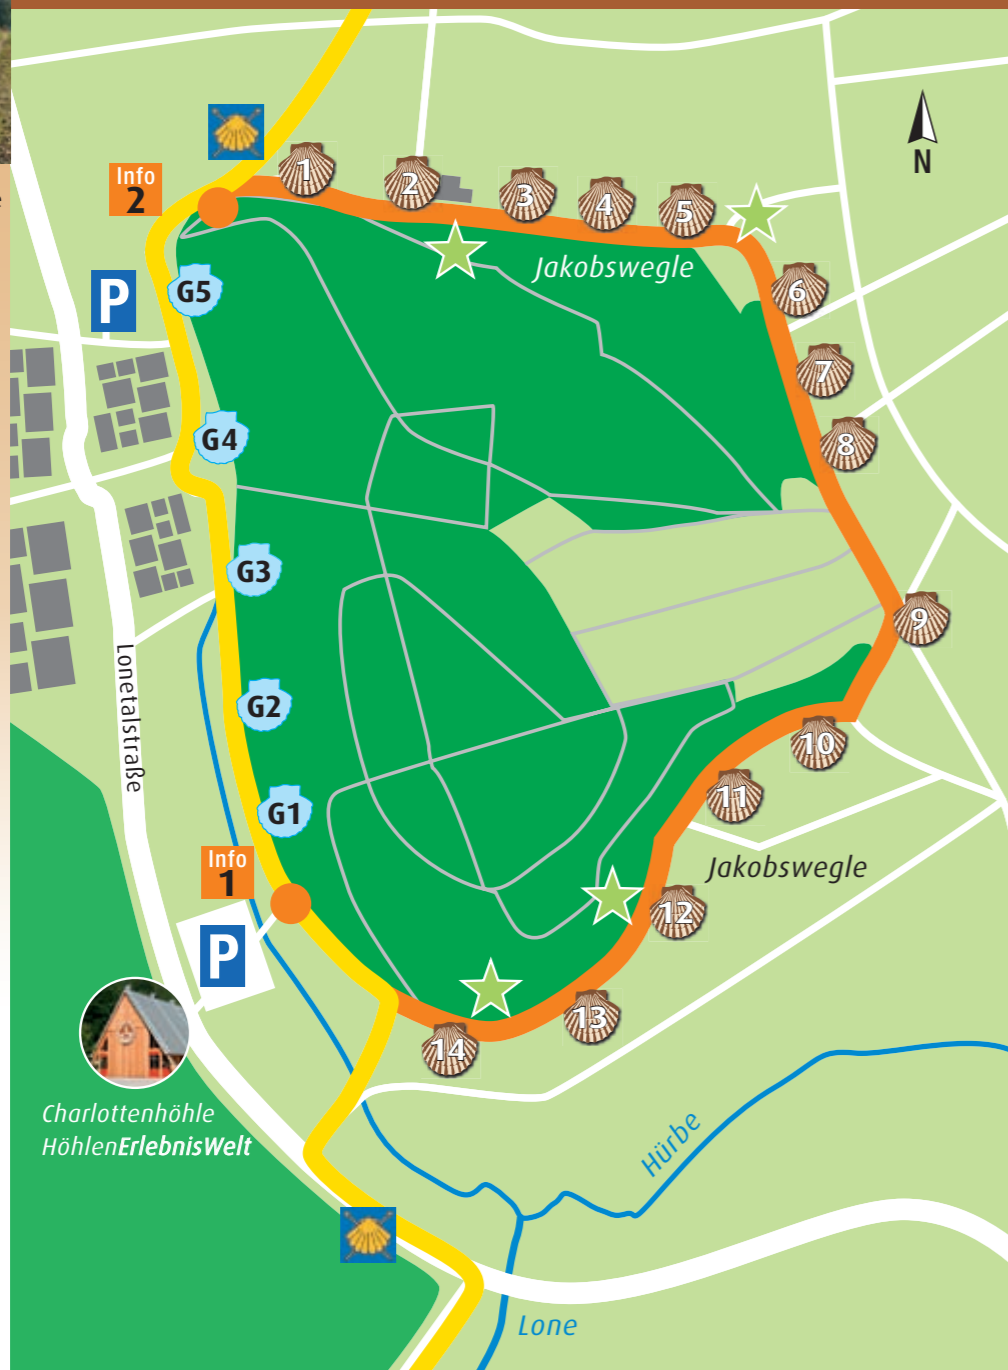 N
Info
2
1
2
3
4
5
Jakobswegle
6
P
G5
7
G4
8
G3
9
Lonetalstraße
G2
10
G1
11
Info
1
Jakobswegle
12
P
13
14
Charlottenhöhle
HöhlenErlebnisWelt
Hürbe
Lone